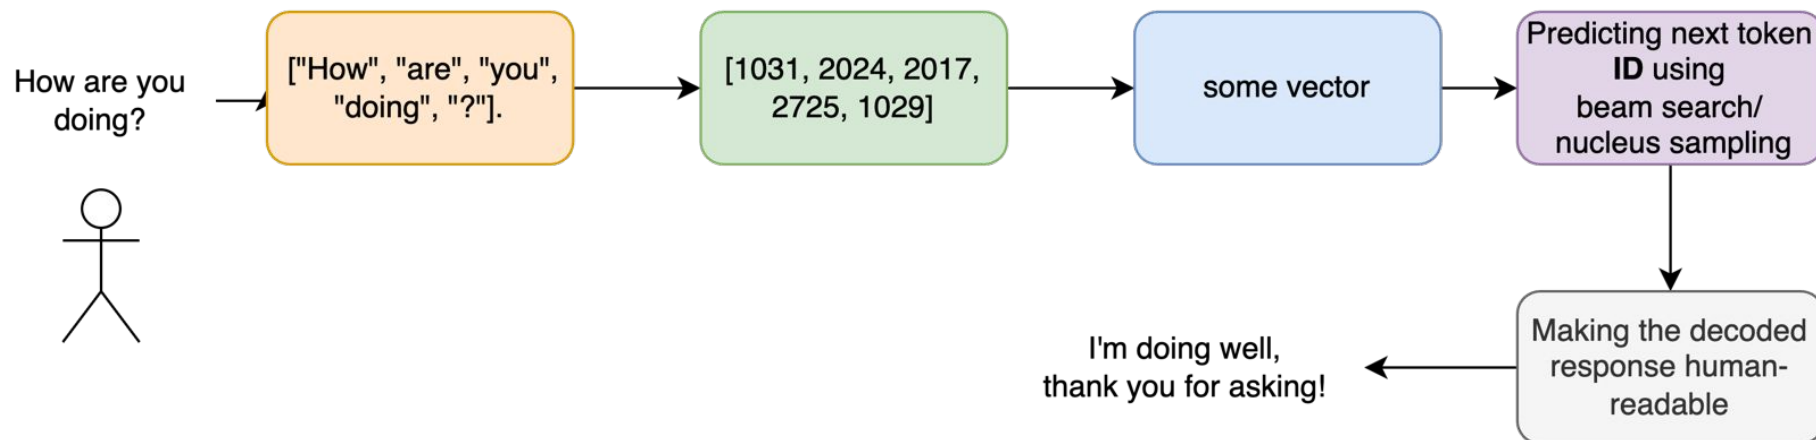 How are you
doing?
["How", "are", "you",
"doing", "?"].
[1031, 2024, 2017,
2725, 1029]
some vector
Predicting next token
ID using
beam search/
nucleus sampling
Making the decoded
response human-
readable
I'm doing well,
thank you for asking!